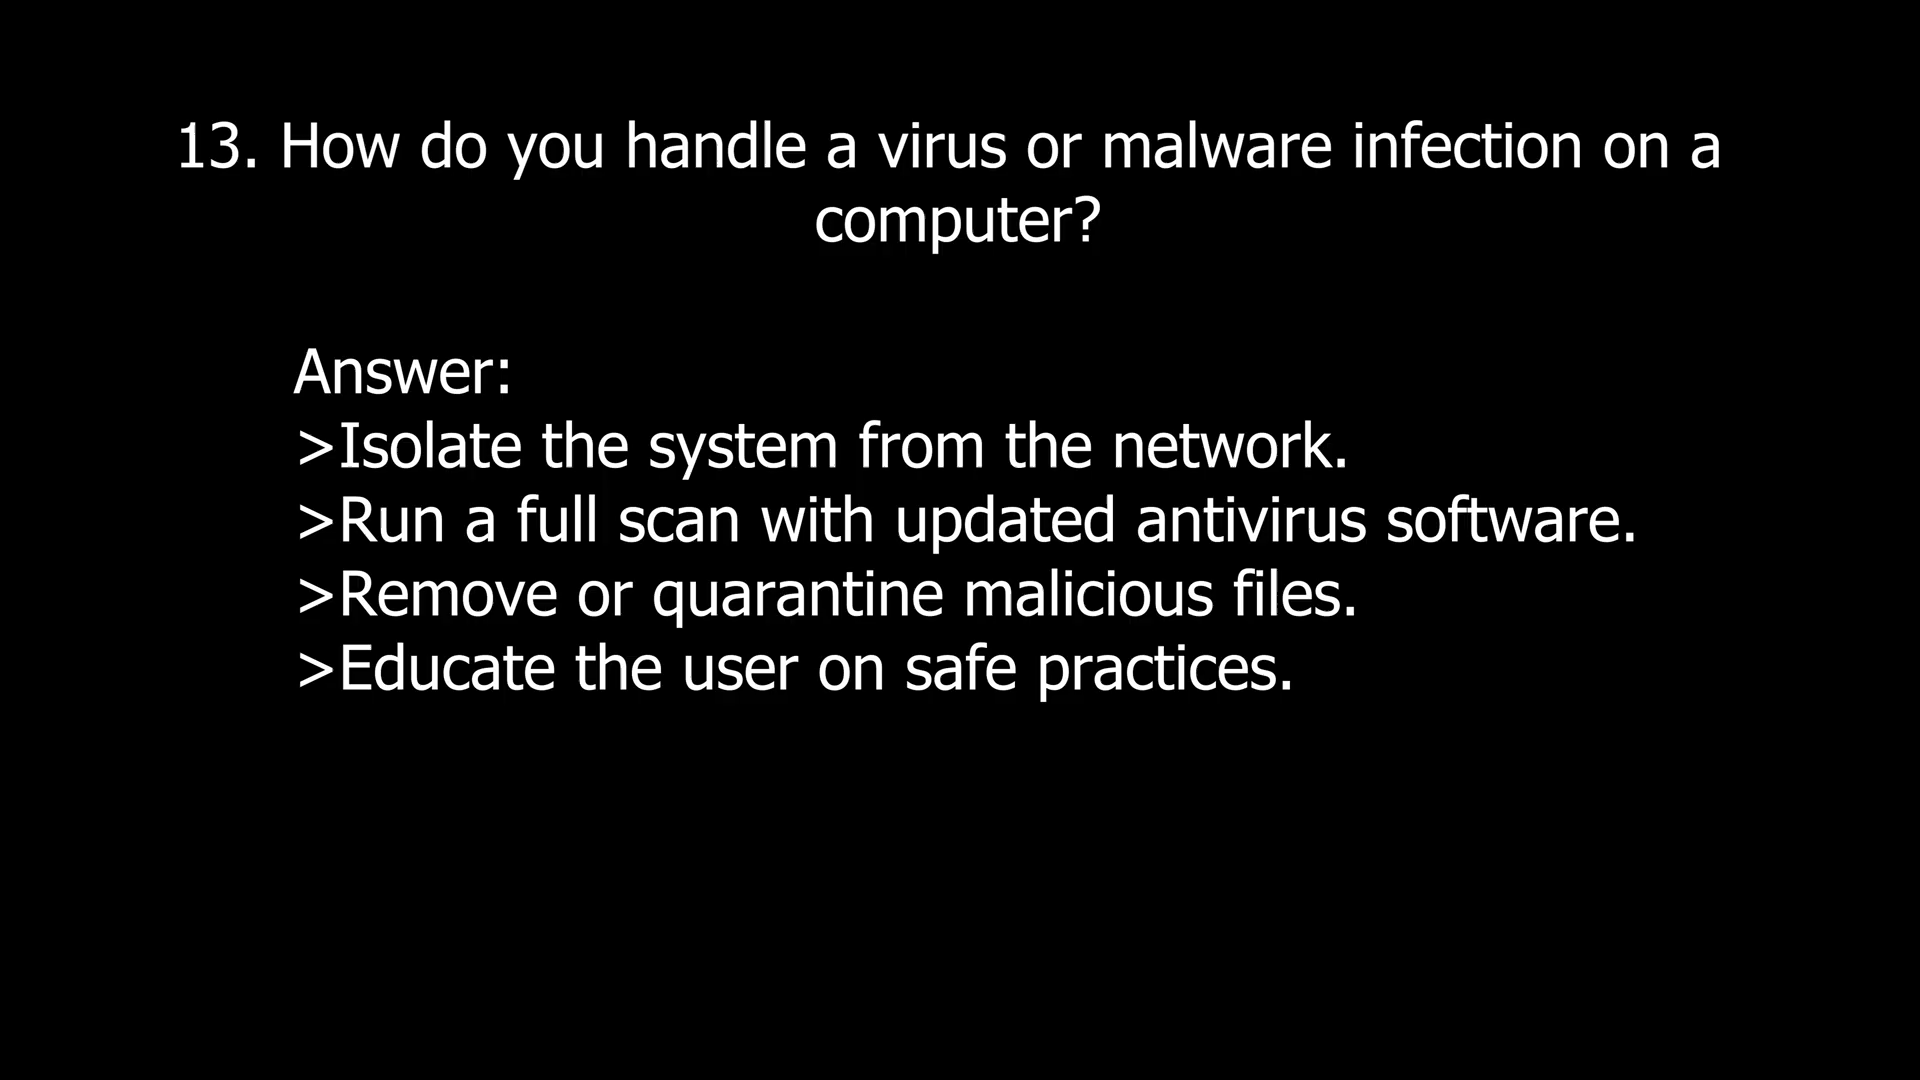 13. How do you handle a virus or malware infection on a
computer?
Answer:
>Isolate the system from the network.
>Run a full scan with updated antivirus software.
>Remove or quarantine malicious files.
>Educate the user on safe practices.